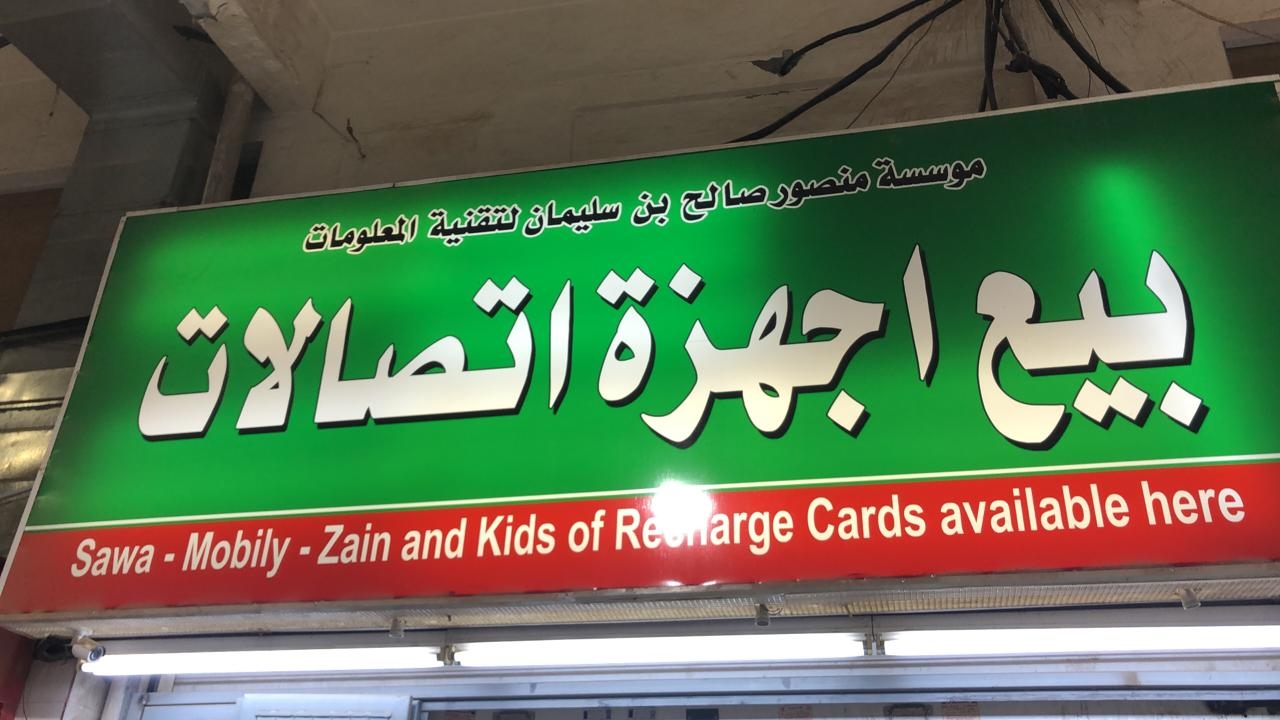 موسسة منصور صالح بن سليمان لتقنية المعلومات
بيع اجهزة اتصالات
Sawa - Mobily - Zain and Kids of Recharge Cards available here